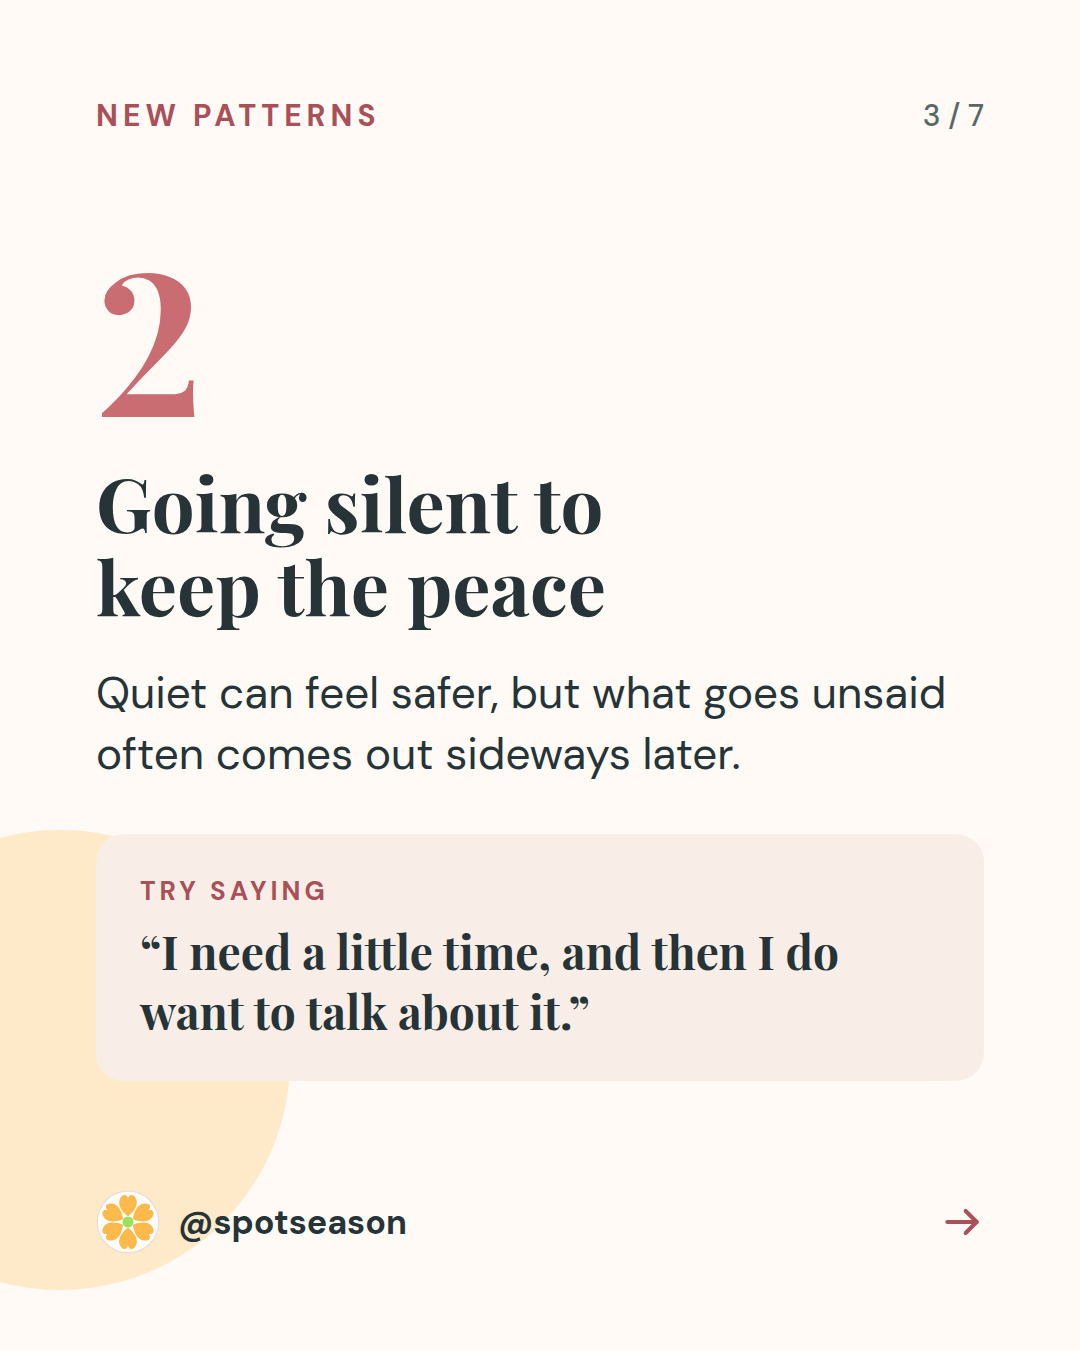 NEW PATTERNS
3 / 7
2
Going silent to
keep the peace
Quiet can feel safer, but what goes unsaid
often comes out sideways later.
TRY SAYING
“I need a little time, and then I do
want to talk about it.”
@spotseason